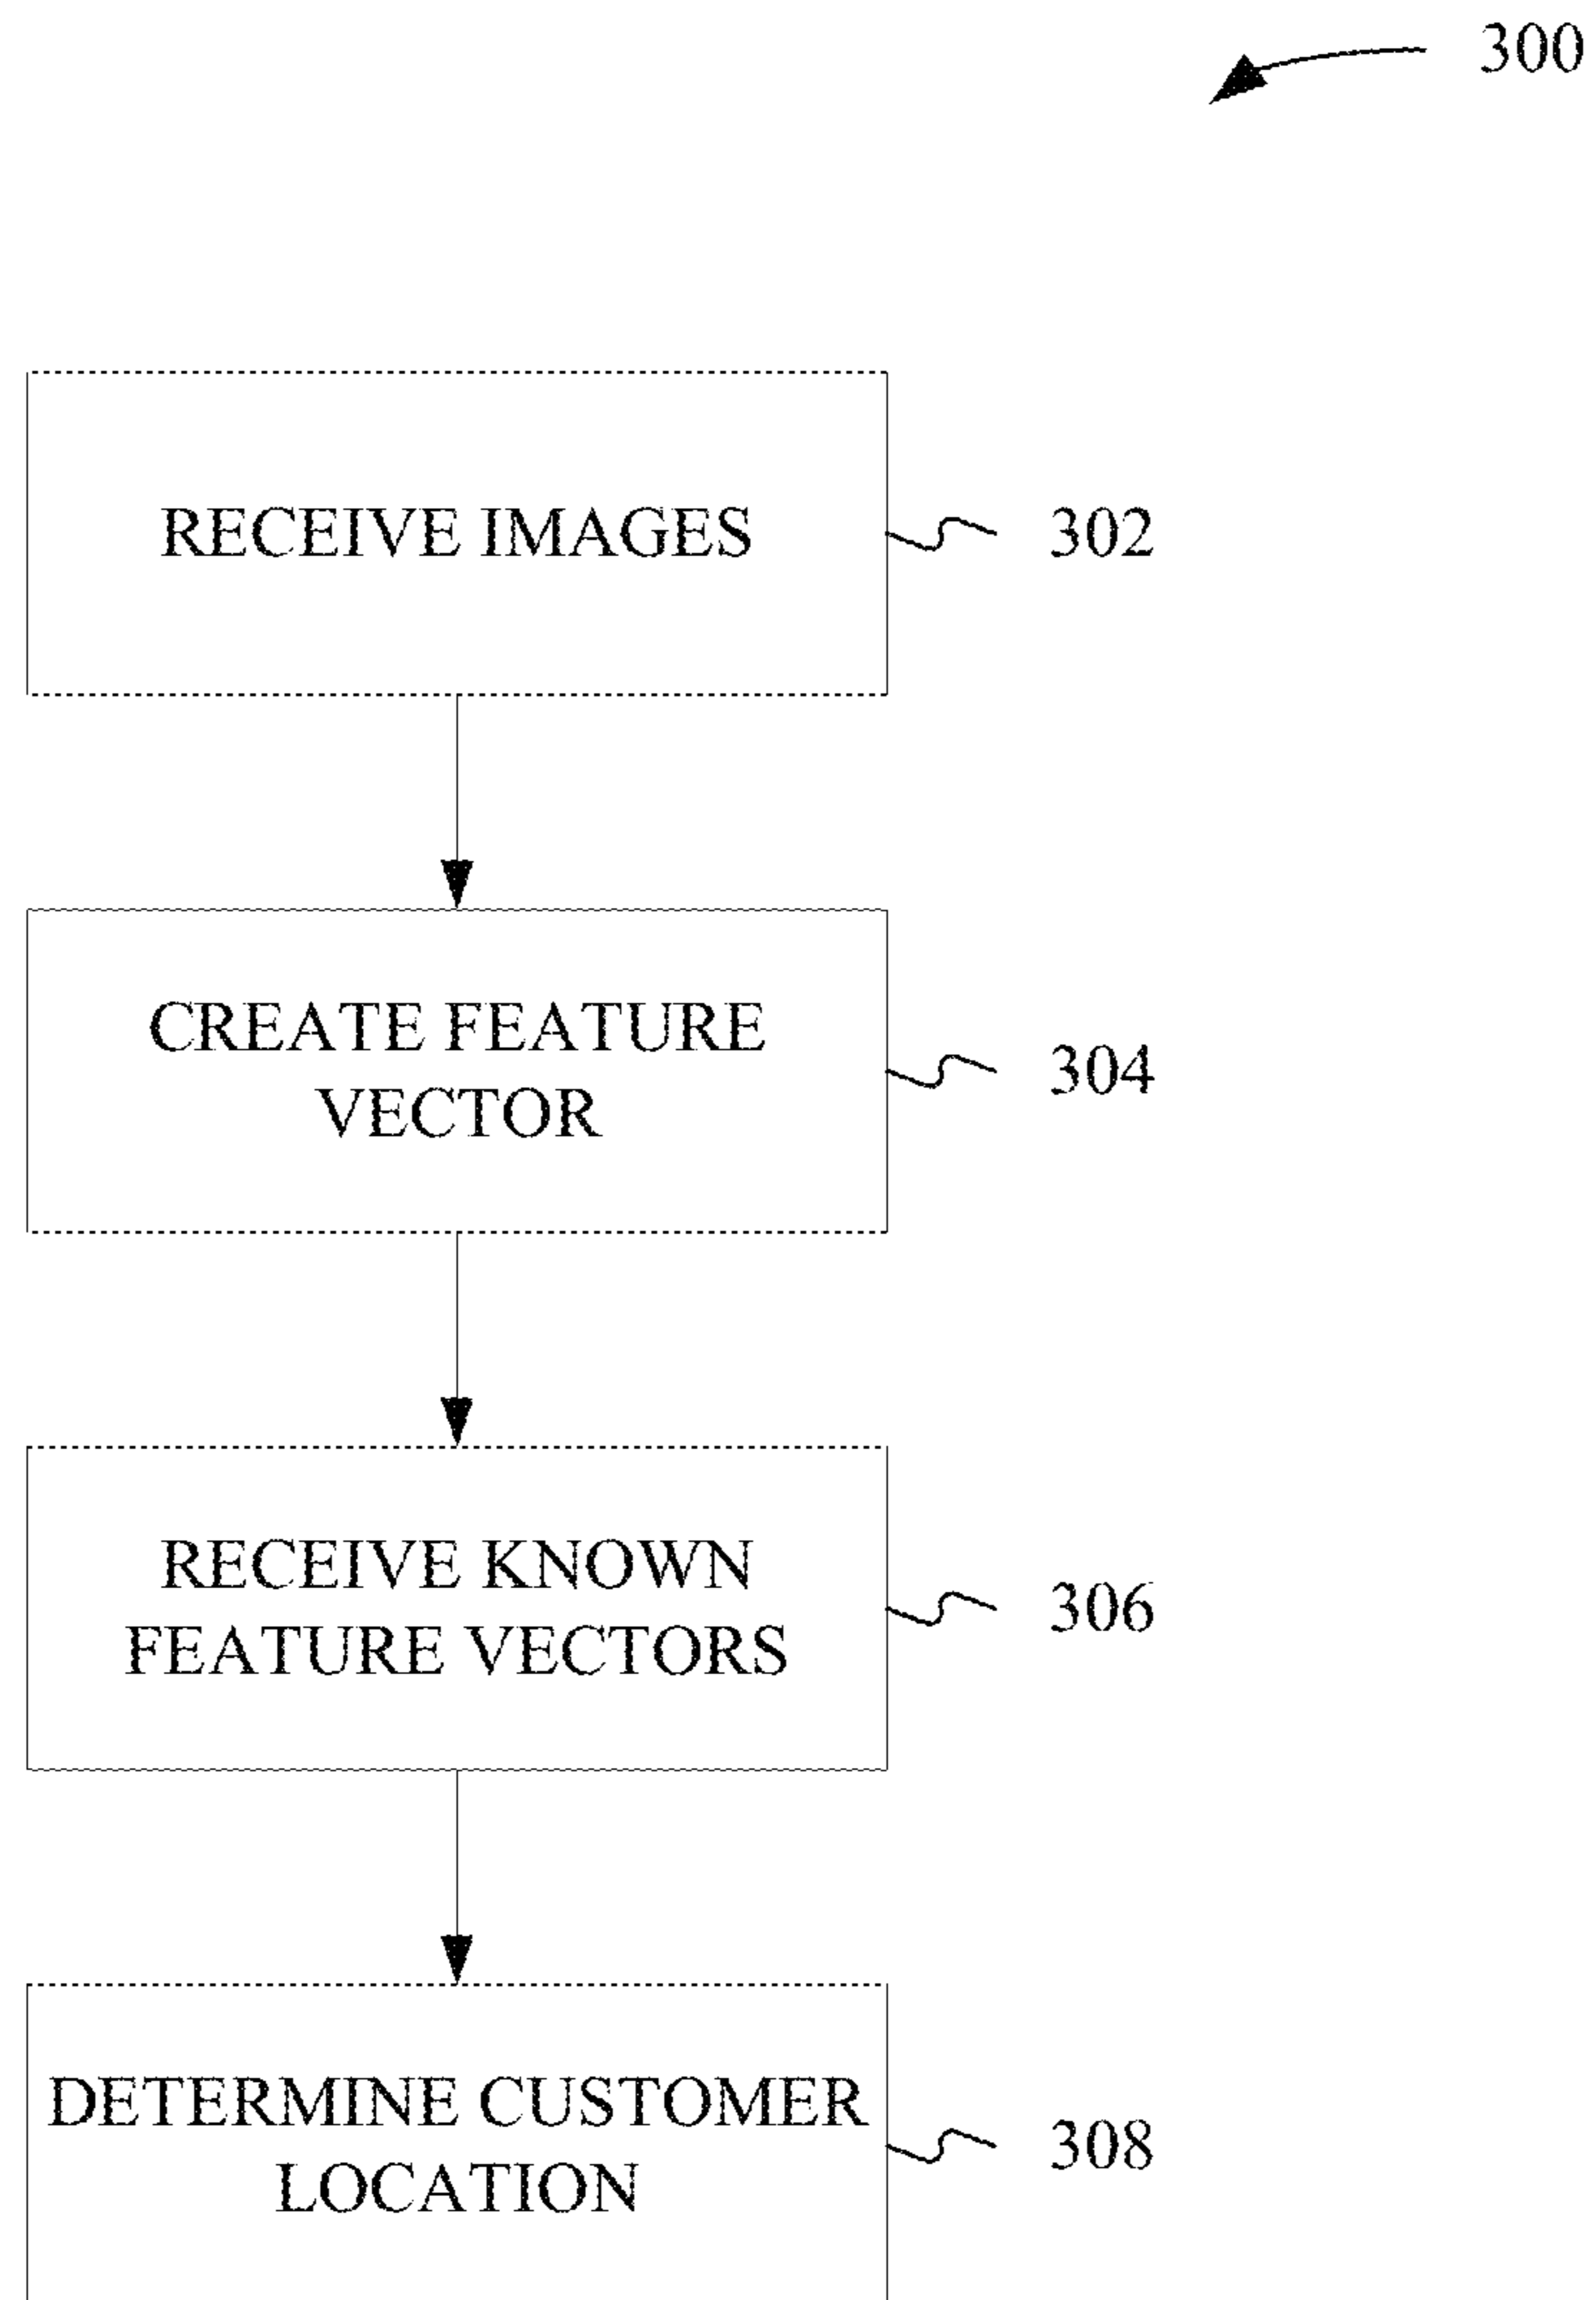 300
RECEIVE IMAGES
302
CREATE FEATURE
VECTOR
304
RECEIVE KNOWN
FEATURE VECTORS
306
DETERMINE CUSTOMER
LOCATION
308